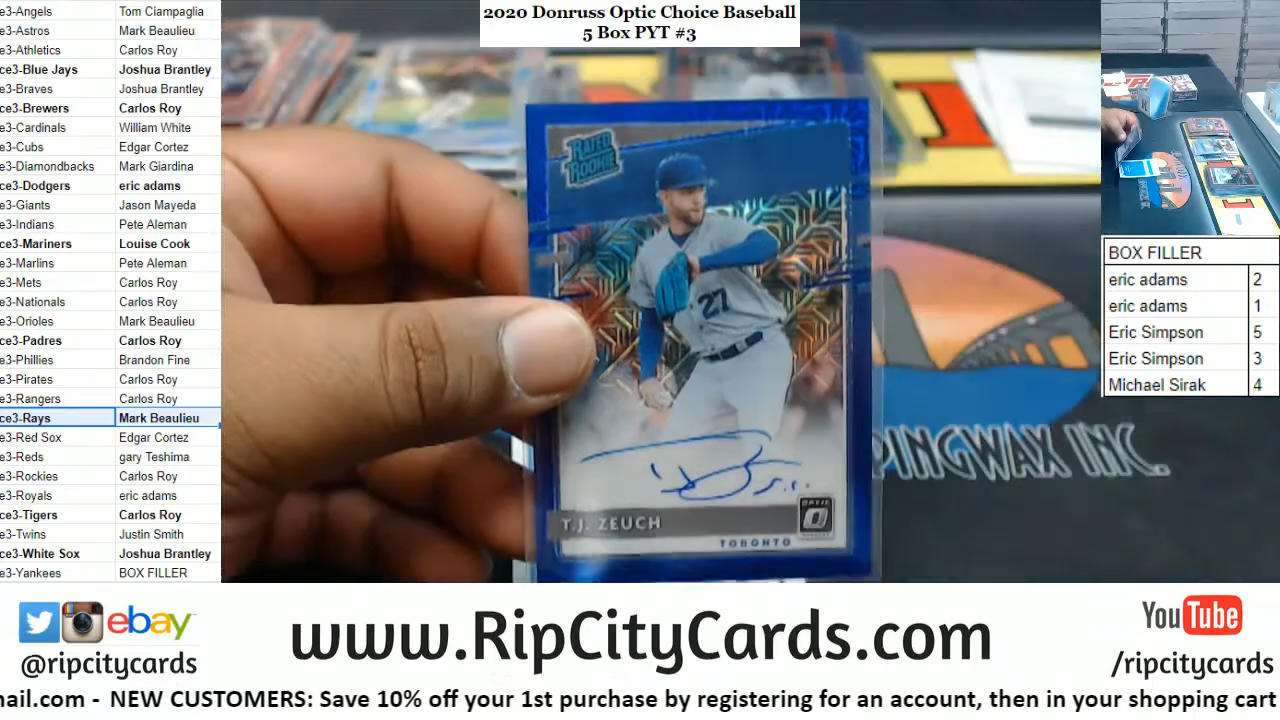 2020 Donruss Optic Choice Baseball
5 Box PYT #3
e3-Angels Tom Ciampaglia
e3-Astros Mark Beaulieu
e3-Athletics Carlos Roy
ce3-Blue Jays Joshua Brantley
e3-Braves Joshua Brantley
ce3-Brewers Carlos Roy
e3-Cardinals William White
e3-Cubs Edgar Cortez
e3-Diamondbacks Mark Giardina
ce3-Dodgers eric adams
e3-Giants Jason Mayeda
e3-Indians Pete Aleman
ce3-Mariners Louise Cook
e3-Marlins Pete Aleman
e3-Mets Carlos Roy
e3-Nationals Carlos Roy
e3-Orioles Mark Beaulieu
ce3-Padres Carlos Roy
e3-Phillies Brandon Fine
e3-Pirates Carlos Roy
e3-Rangers Carlos Roy
ce3-Rays Mark Beaulieu
e3-Red Sox Edgar Cortez
e3-Reds gary Teshima
e3-Rockies Carlos Roy
e3-Royals eric adams
ce3-Tigers Carlos Roy
e3-Twins Justin Smith
ce3-White Sox Joshua Brantley
e3-Yankees BOX FILLER
RATED
ROOKIE
27
T.J. ZEUCH
OPTIC
TORONTO
PINGWAX INC.
BOX FILLER
eric adams 2
eric adams 1
Eric Simpson 5
Eric Simpson 3
Michael Sirak 4
ebay
@ripcitycards
www.RipCityCards.com
YouTube
/ripcitycards
mail.com - NEW CUSTOMERS: Save 10% off your 1st purchase by registering for an account, then in your shopping cart